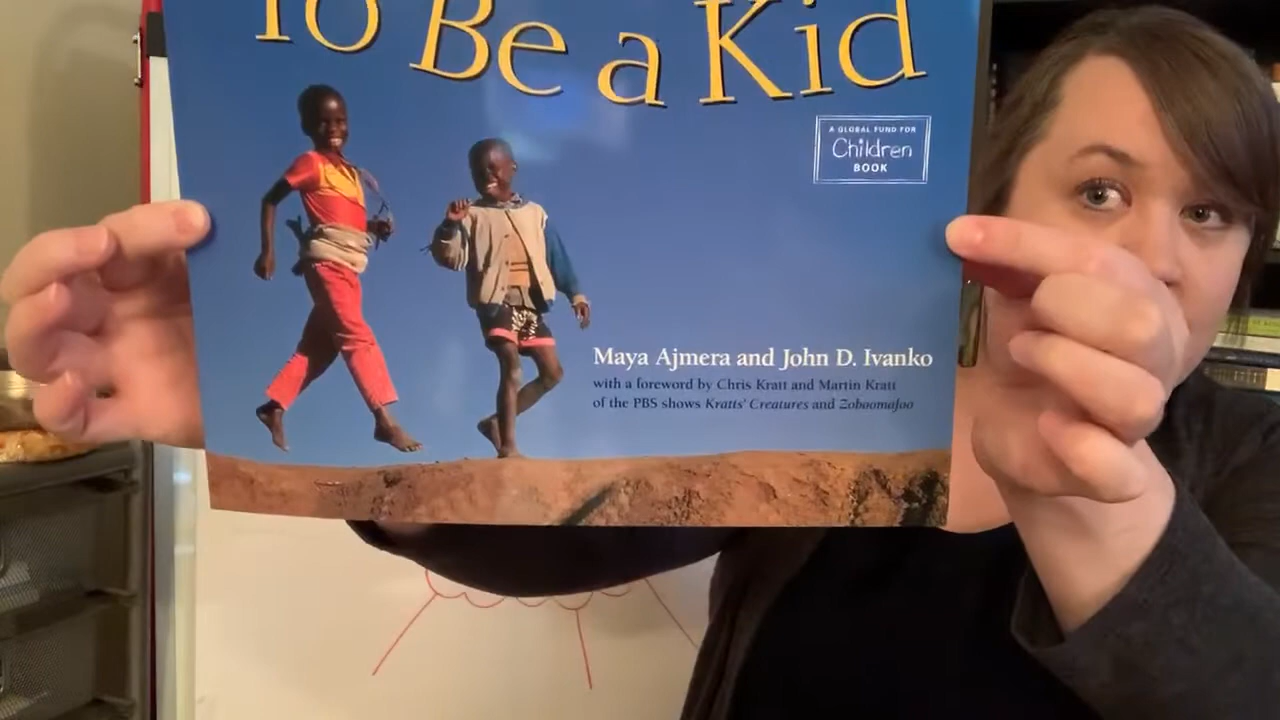 To Be a Kid
A GLOBAL FUND FOR
Children
BOOK
Maya Ajmera and John D. Ivanko
with a foreword by Chris Kratt and Martin Kratt
of the PBS shows Kratts' Creatures and Zoboomafoo